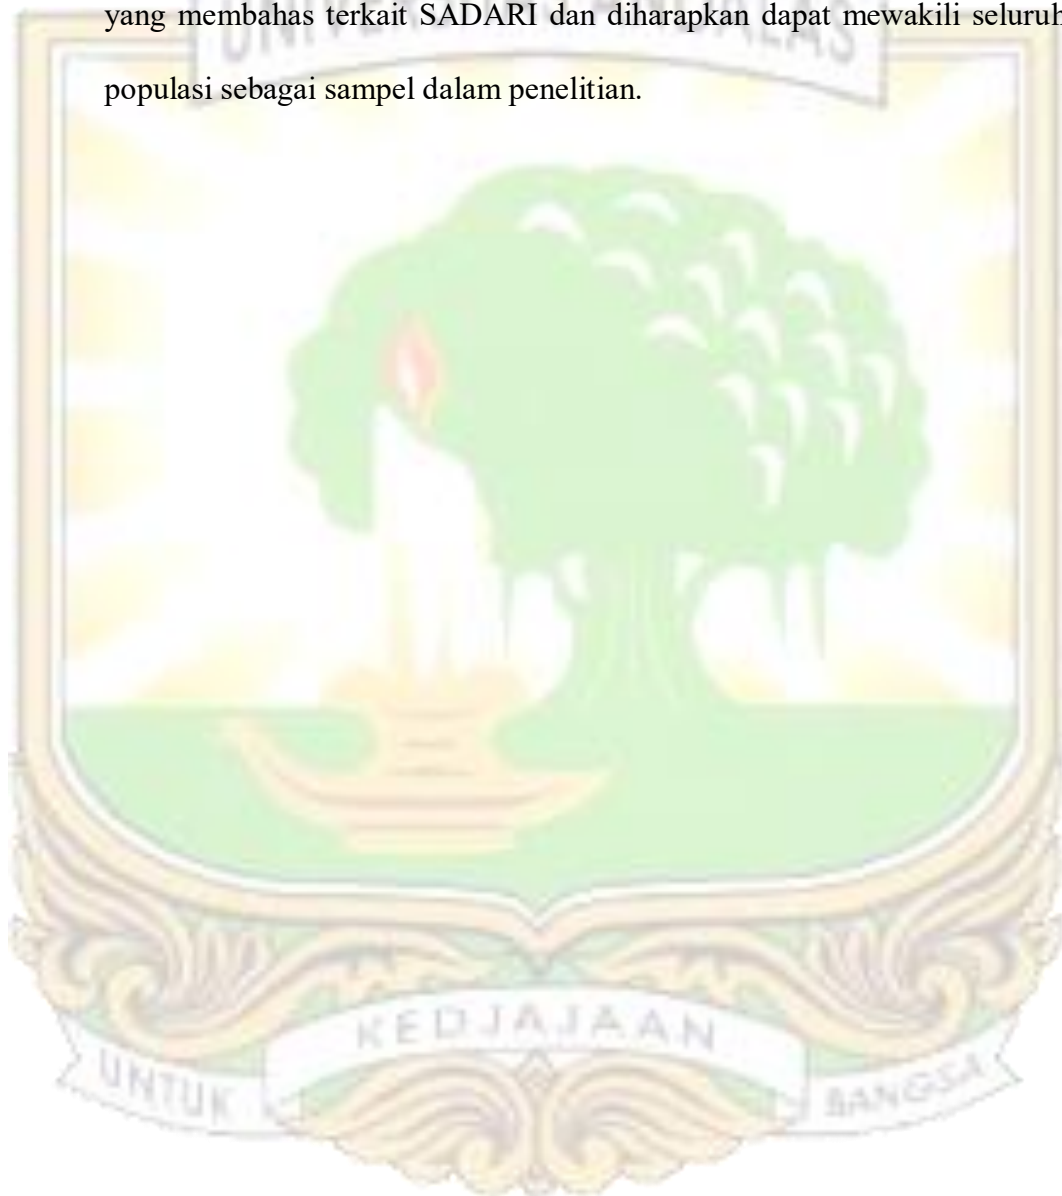 yang membahas terkait SADARI dan diharapkan dapat mewakili seluruh
populasi sebagai sampel dalam penelitian.
KEDJAJAAN
UNTUK
BANGSA